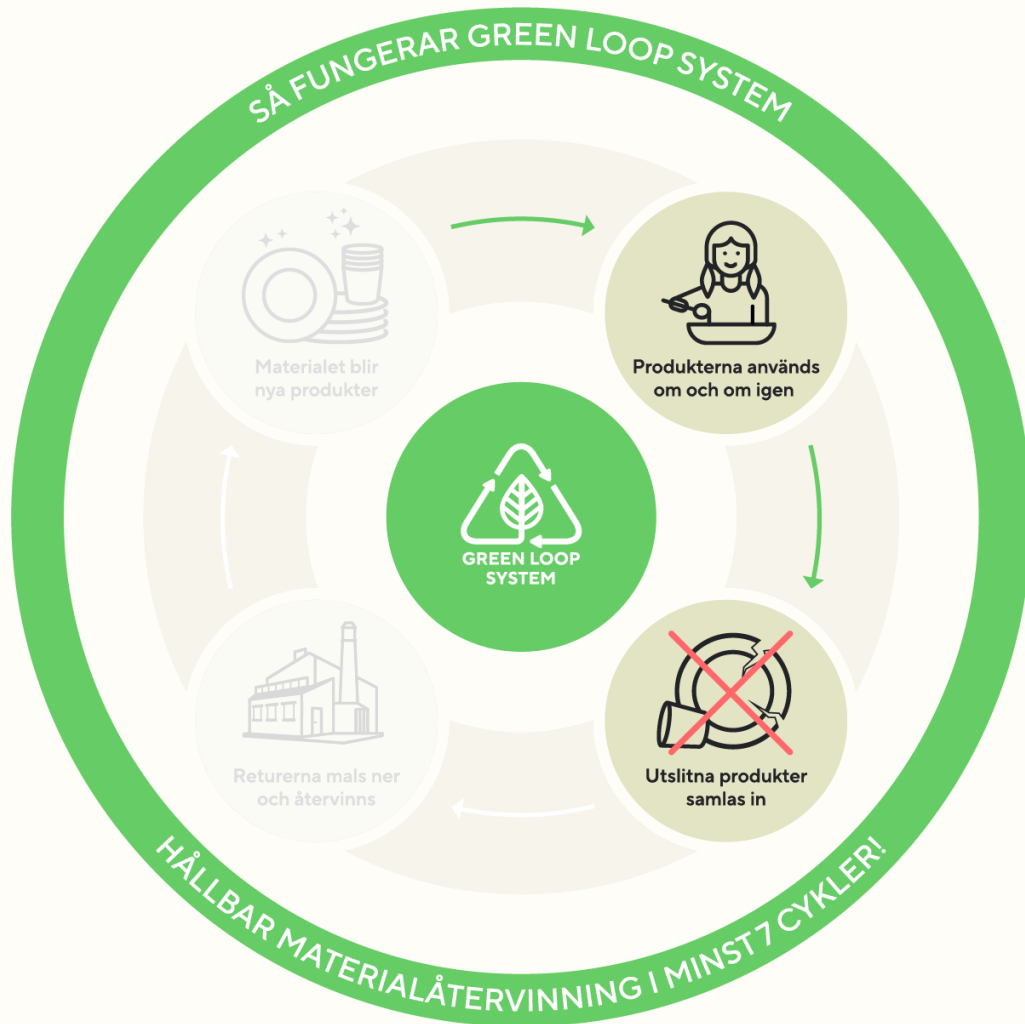 SÅ FUNGERAR GREEN LOOP SYSTEM
Materialet blir
nya produkter
Produkterna används
om och om igen
GREEN LOOP
SYSTEM
Returerna mals ner
och återvinns
Utslitna produkter
samlas in
HÅLLBAR MATERIALÅTERVINNING I MINST 7 CYKLER!